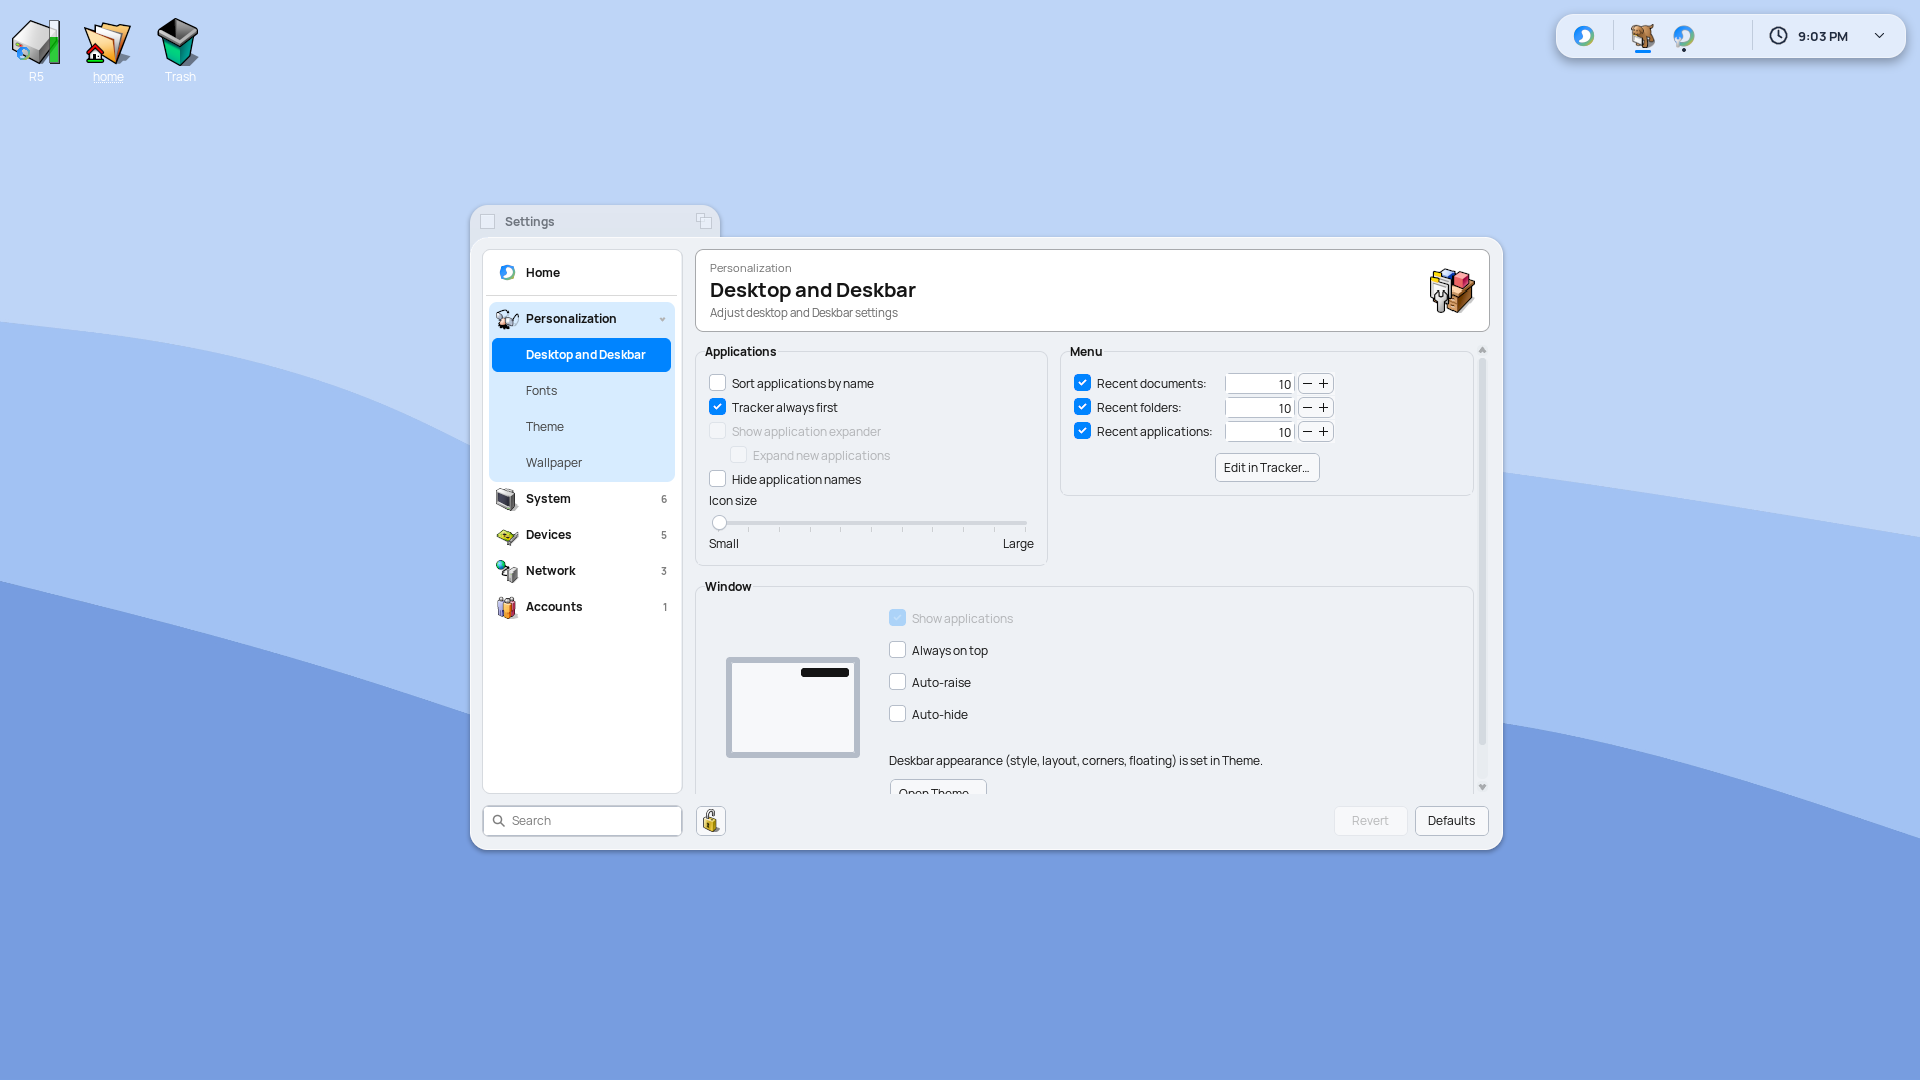 R5
home
Trash
9:03 PM
Settings
Home
Personalization
Desktop and Deskbar
Fonts
Theme
Wallpaper
System 6
Devices 5
Network 3
Accounts 1
Search
Personalization
Desktop and Deskbar
Adjust desktop and Deskbar settings
Applications
Sort applications by name
Tracker always first
Show application expander
Expand new applications
Hide application names
Icon size
Small Large
Menu
Recent documents: 10
Recent folders: 10
Recent applications: 10
Edit in Tracker...
Window
Show applications
Always on top
Auto-raise
Auto-hide
Deskbar appearance (style, layout, corners, floating) is set in Theme.
Open Theme...
Revert
Defaults